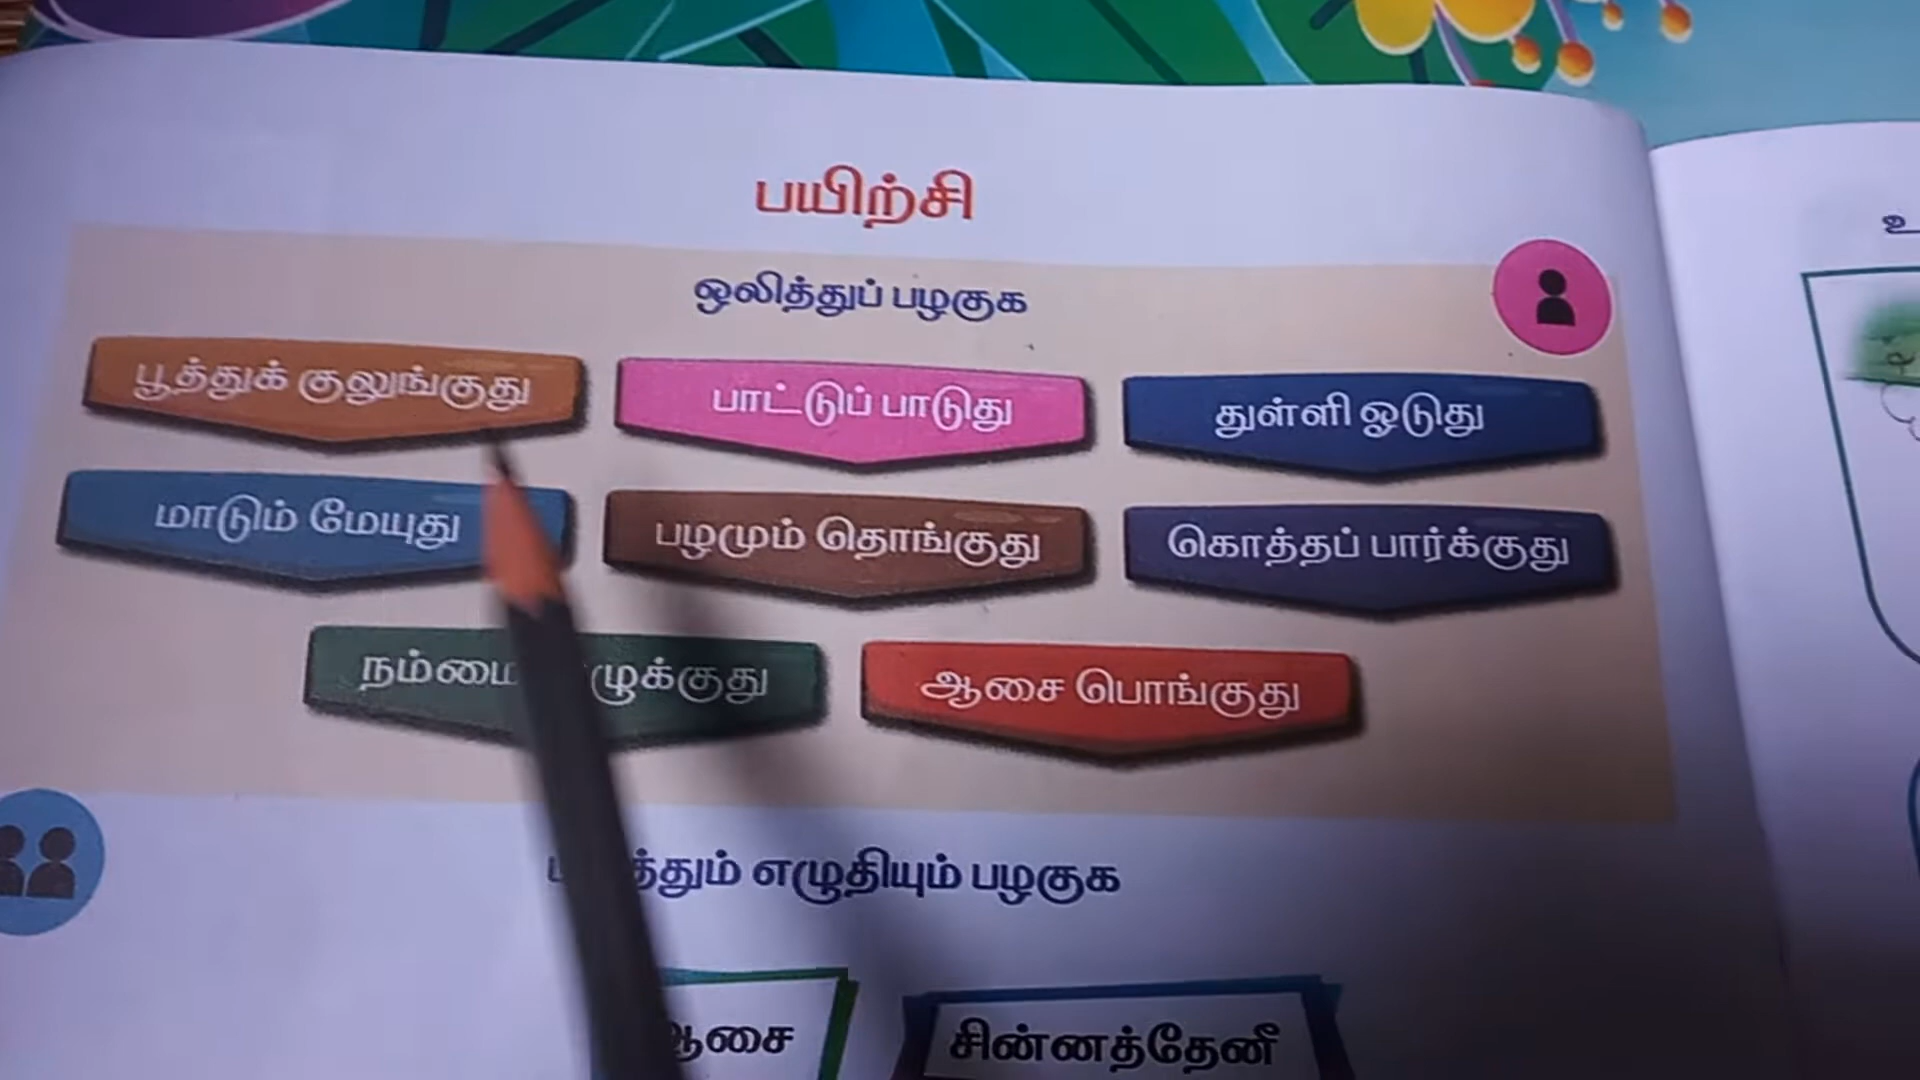 பயிற்சி
ஒலித்துப் பழகுக
பூத்துக் குலுங்குது
பாட்டுப் பாடுது
துள்ளி ஓடுது
மாடும் மேயுது
பழமும் தொங்குது
கொத்தப் பார்க்குது
நம்மை
ஆசை பொங்குது
எழுதியும் பழகுக
ஆசை
சின்னத்தேனீ